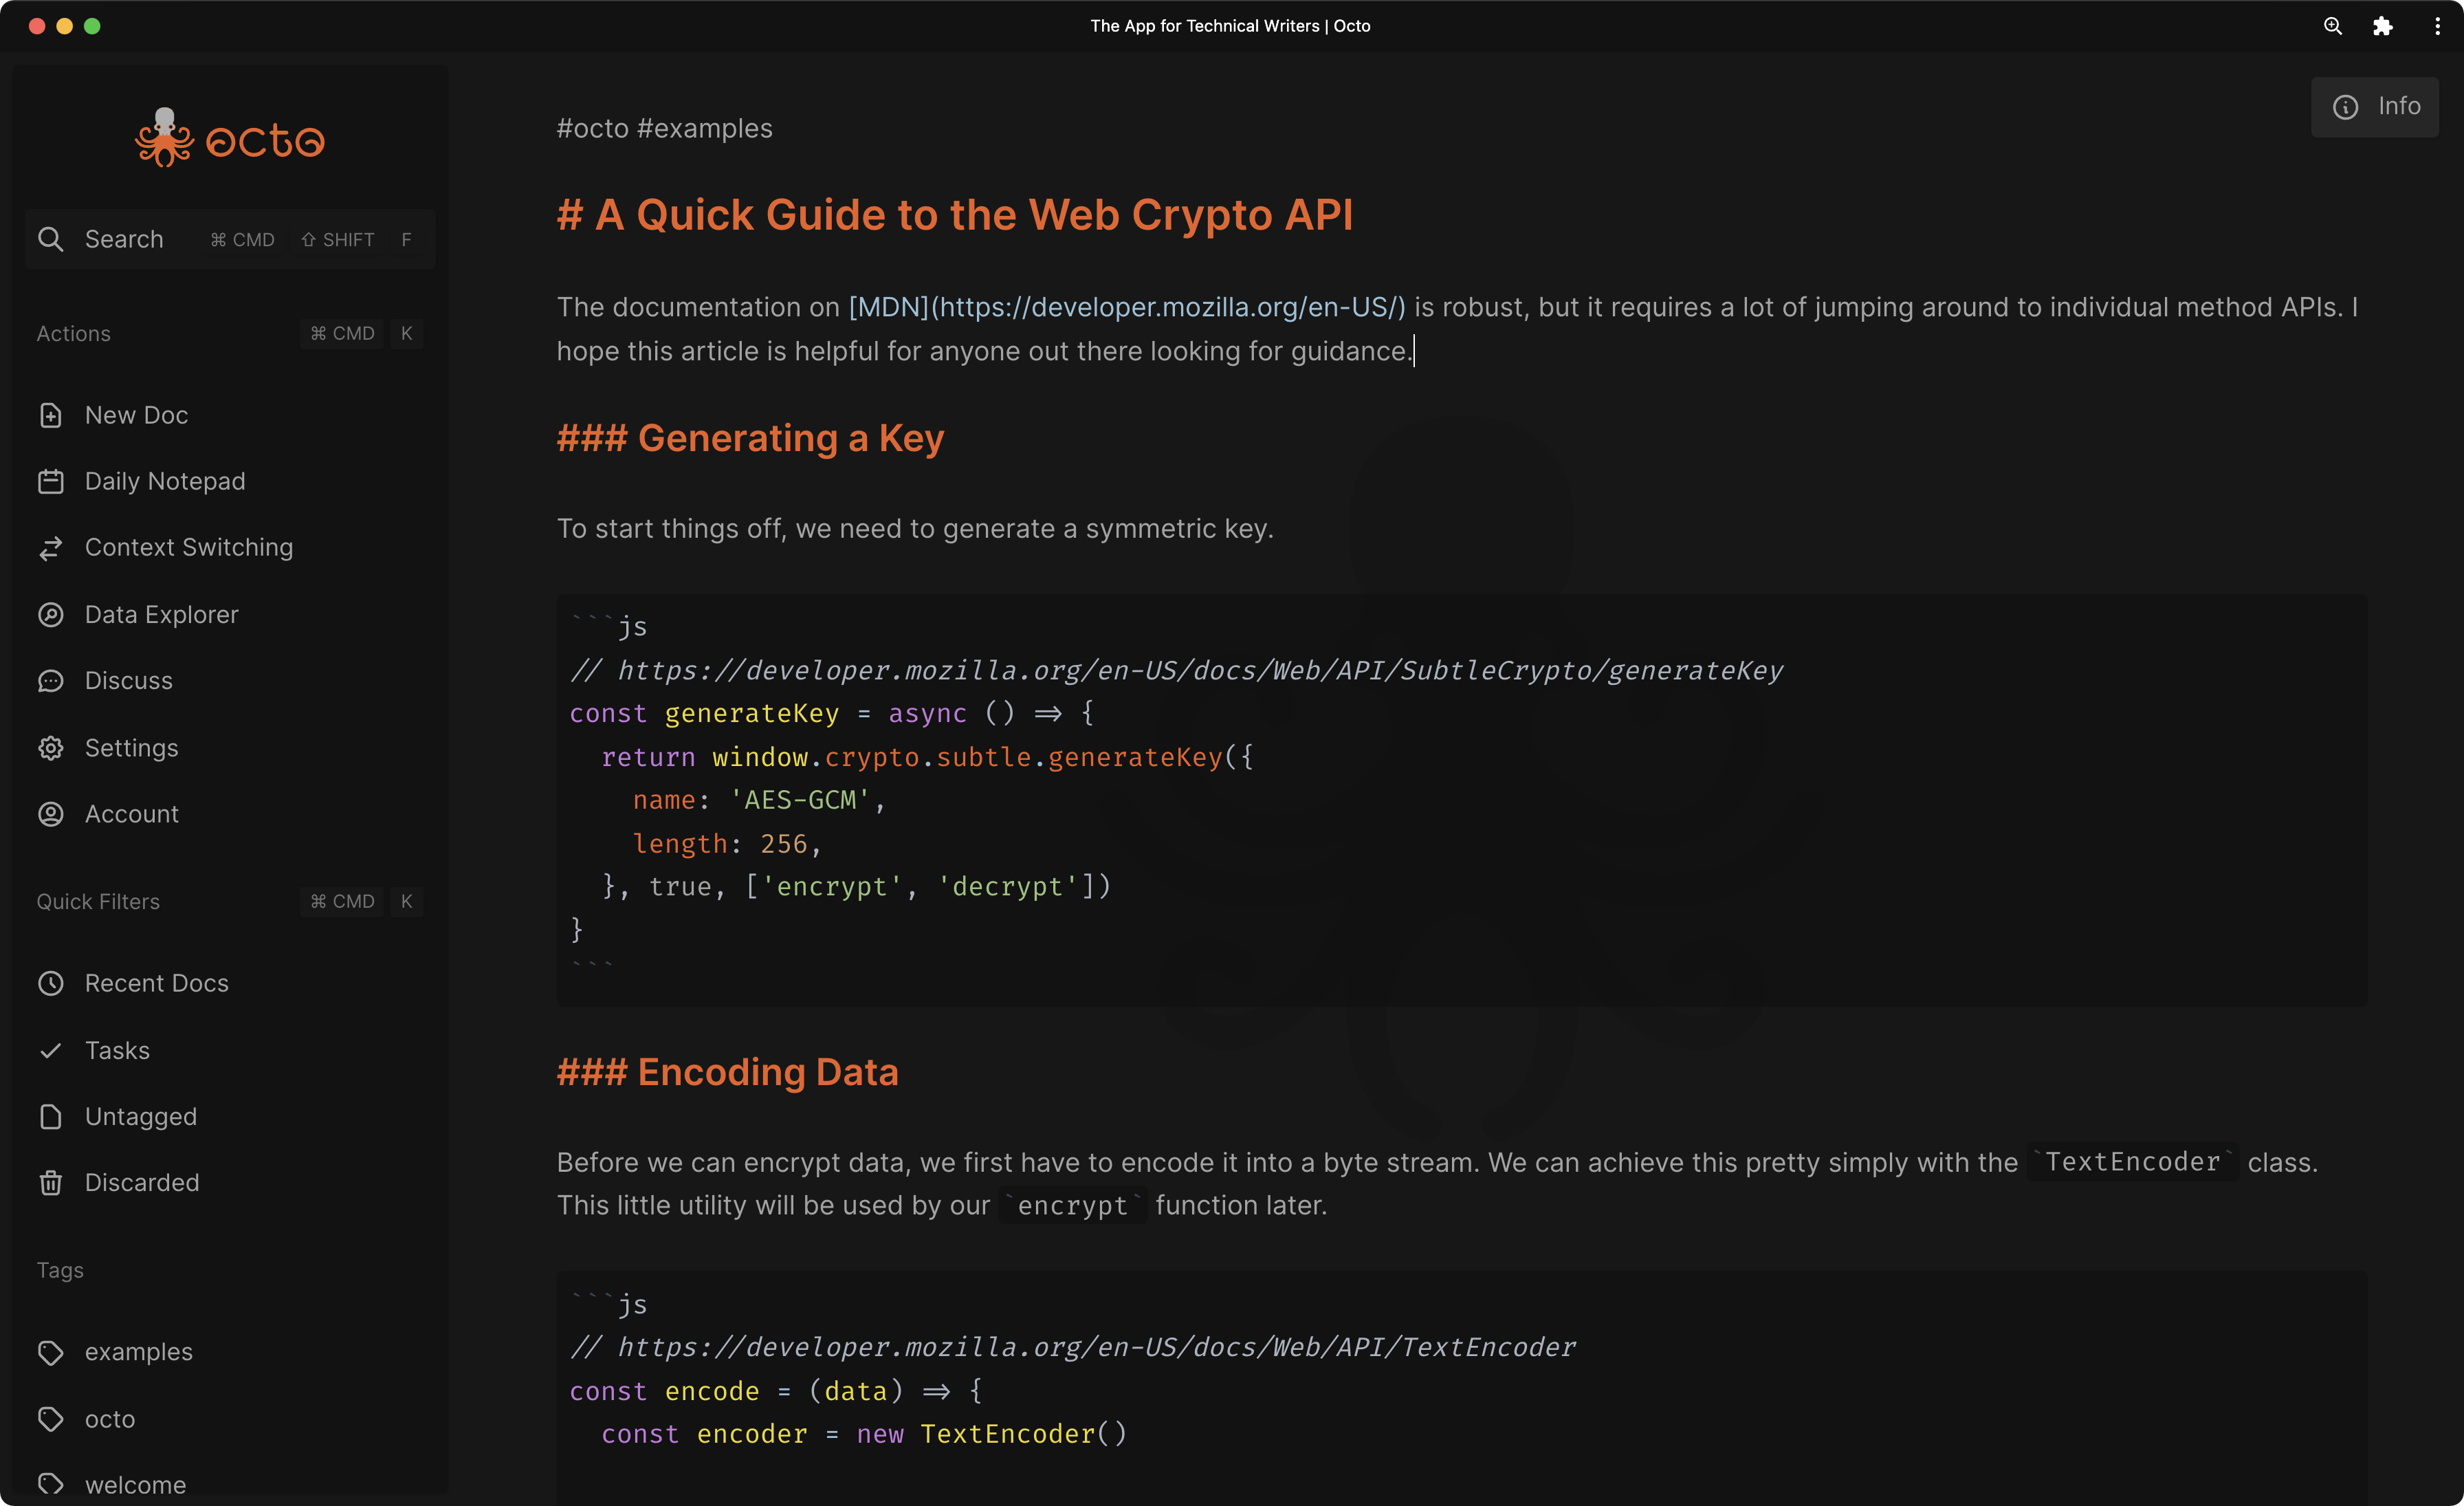 The App for Technical Writers | Octo
octo
Search ⌘ CMD ⇧ SHIFT F
Actions ⌘ CMD K
New Doc
Daily Notepad
Context Switching
Data Explorer
Discuss
Settings
Account
Quick Filters ⌘ CMD K
Recent Docs
Tasks
Untagged
Discarded
Tags
examples
octo
welcome
Info
#octo #examples
# A Quick Guide to the Web Crypto API
The documentation on [MDN](https://developer.mozilla.org/en-US/) is robust, but it requires a lot of jumping around to individual method APIs. I
hope this article is helpful for anyone out there looking for guidance.
### Generating a Key
To start things off, we need to generate a symmetric key.
```js
// https://developer.mozilla.org/en-US/docs/Web/API/SubtleCrypto/generateKey
const generateKey = async () => {
  return window.crypto.subtle.generateKey({
    name: 'AES-GCM',
    length: 256,
  }, true, ['encrypt', 'decrypt'])
}
```
### Encoding Data
Before we can encrypt data, we first have to encode it into a byte stream. We can achieve this pretty simply with the `TextEncoder` class.
This little utility will be used by our `encrypt` function later.
```js
// https://developer.mozilla.org/en-US/docs/Web/API/TextEncoder
const encode = (data) => {
  const encoder = new TextEncoder()